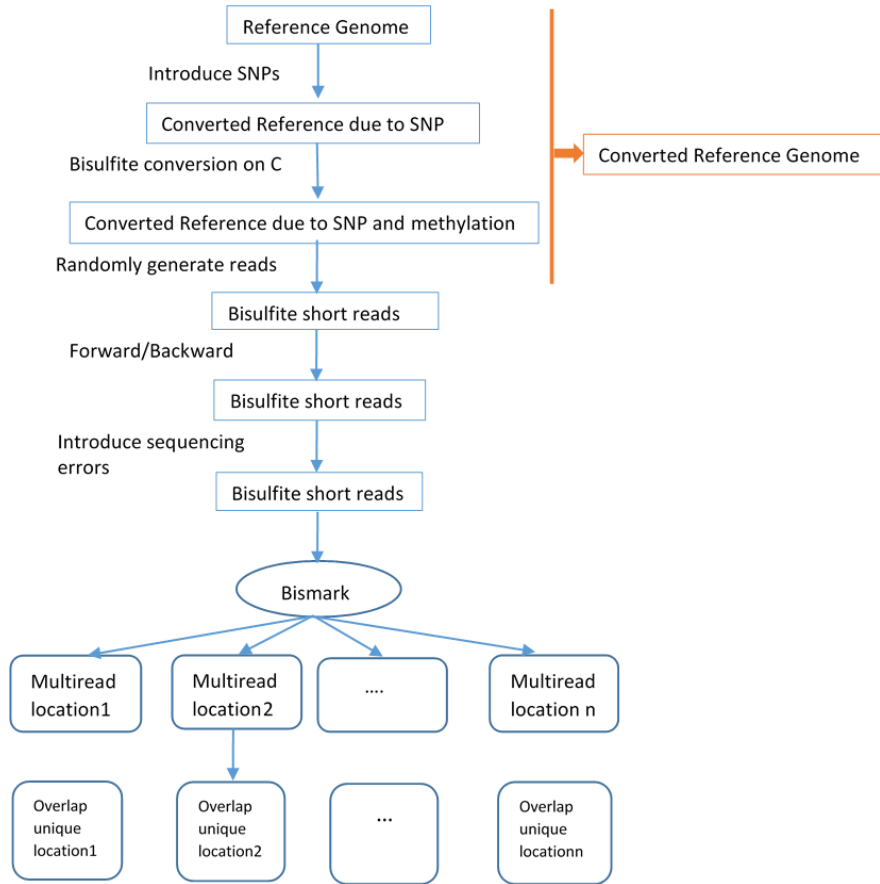 Reference Genome
Introduce SNPs
Converted Reference due to SNP
Bisulfite conversion on C
Converted Reference Genome
Converted Reference due to SNP and methylation
Randomly generate reads
Bisulfite short reads
Forward/Backward
Bisulfite short reads
Introduce sequencing
errors
Bisulfite short reads
Bismark
Multiread
location1
Multiread
location2
....
Multiread
location n
Overlap
unique
location1
Overlap
unique
location2
...
Overlap
unique
locationn